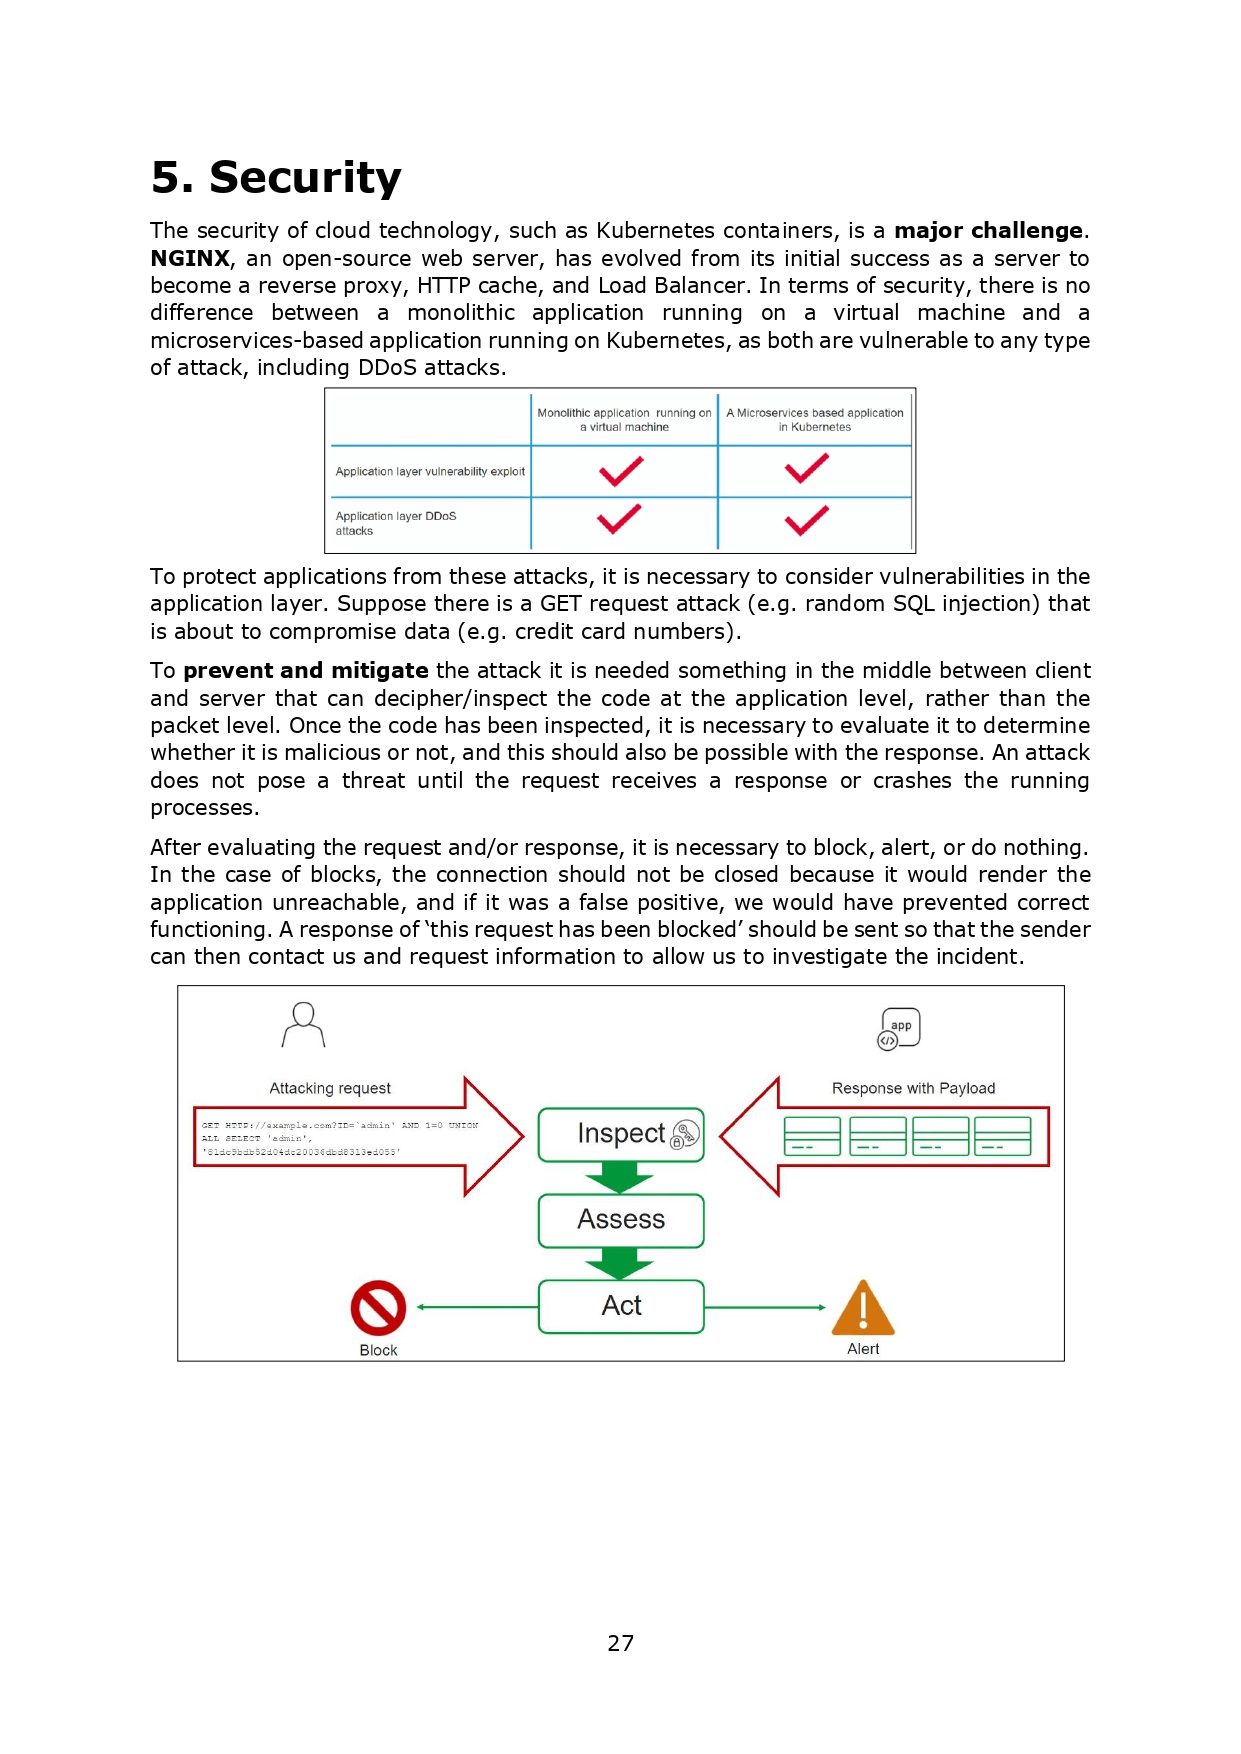 5. Security
The security of cloud technology, such as Kubernetes containers, is a major challenge.
NGINX, an open-source web server, has evolved from its initial success as a server to
become a reverse proxy, HTTP cache, and Load Balancer. In terms of security, there is no
difference between a monolithic application running on a virtual machine and a
microservices-based application running on Kubernetes, as both are vulnerable to any type
of attack, including DDoS attacks.
Monolithic application running on
a virtual machine
A Microservices based application
in Kubernetes
Application layer vulnerability exploit
Application layer DDoS
attacks
To protect applications from these attacks, it is necessary to consider vulnerabilities in the
application layer. Suppose there is a GET request attack (e.g. random SQL injection) that
is about to compromise data (e.g. credit card numbers).
To prevent and mitigate the attack it is needed something in the middle between client
and server that can decipher/inspect the code at the application level, rather than the
packet level. Once the code has been inspected, it is necessary to evaluate it to determine
whether it is malicious or not, and this should also be possible with the response. An attack
does not pose a threat until the request receives a response or crashes the running
processes.
After evaluating the request and/or response, it is necessary to block, alert, or do nothing.
In the case of blocks, the connection should not be closed because it would render the
application unreachable, and if it was a false positive, we would have prevented correct
functioning. A response of ‘this request has been blocked’ should be sent so that the sender
can then contact us and request information to allow us to investigate the incident.
app
</>
Attacking request
Response with Payload
GET HTTP://example.com?ID=`admin' AND 1=0 UNION
ALL SELECT 'admin',
'81dc9bdb52d04dc20036dbd8313ed055'
Inspect
Assess
Act
Block
Alert
27